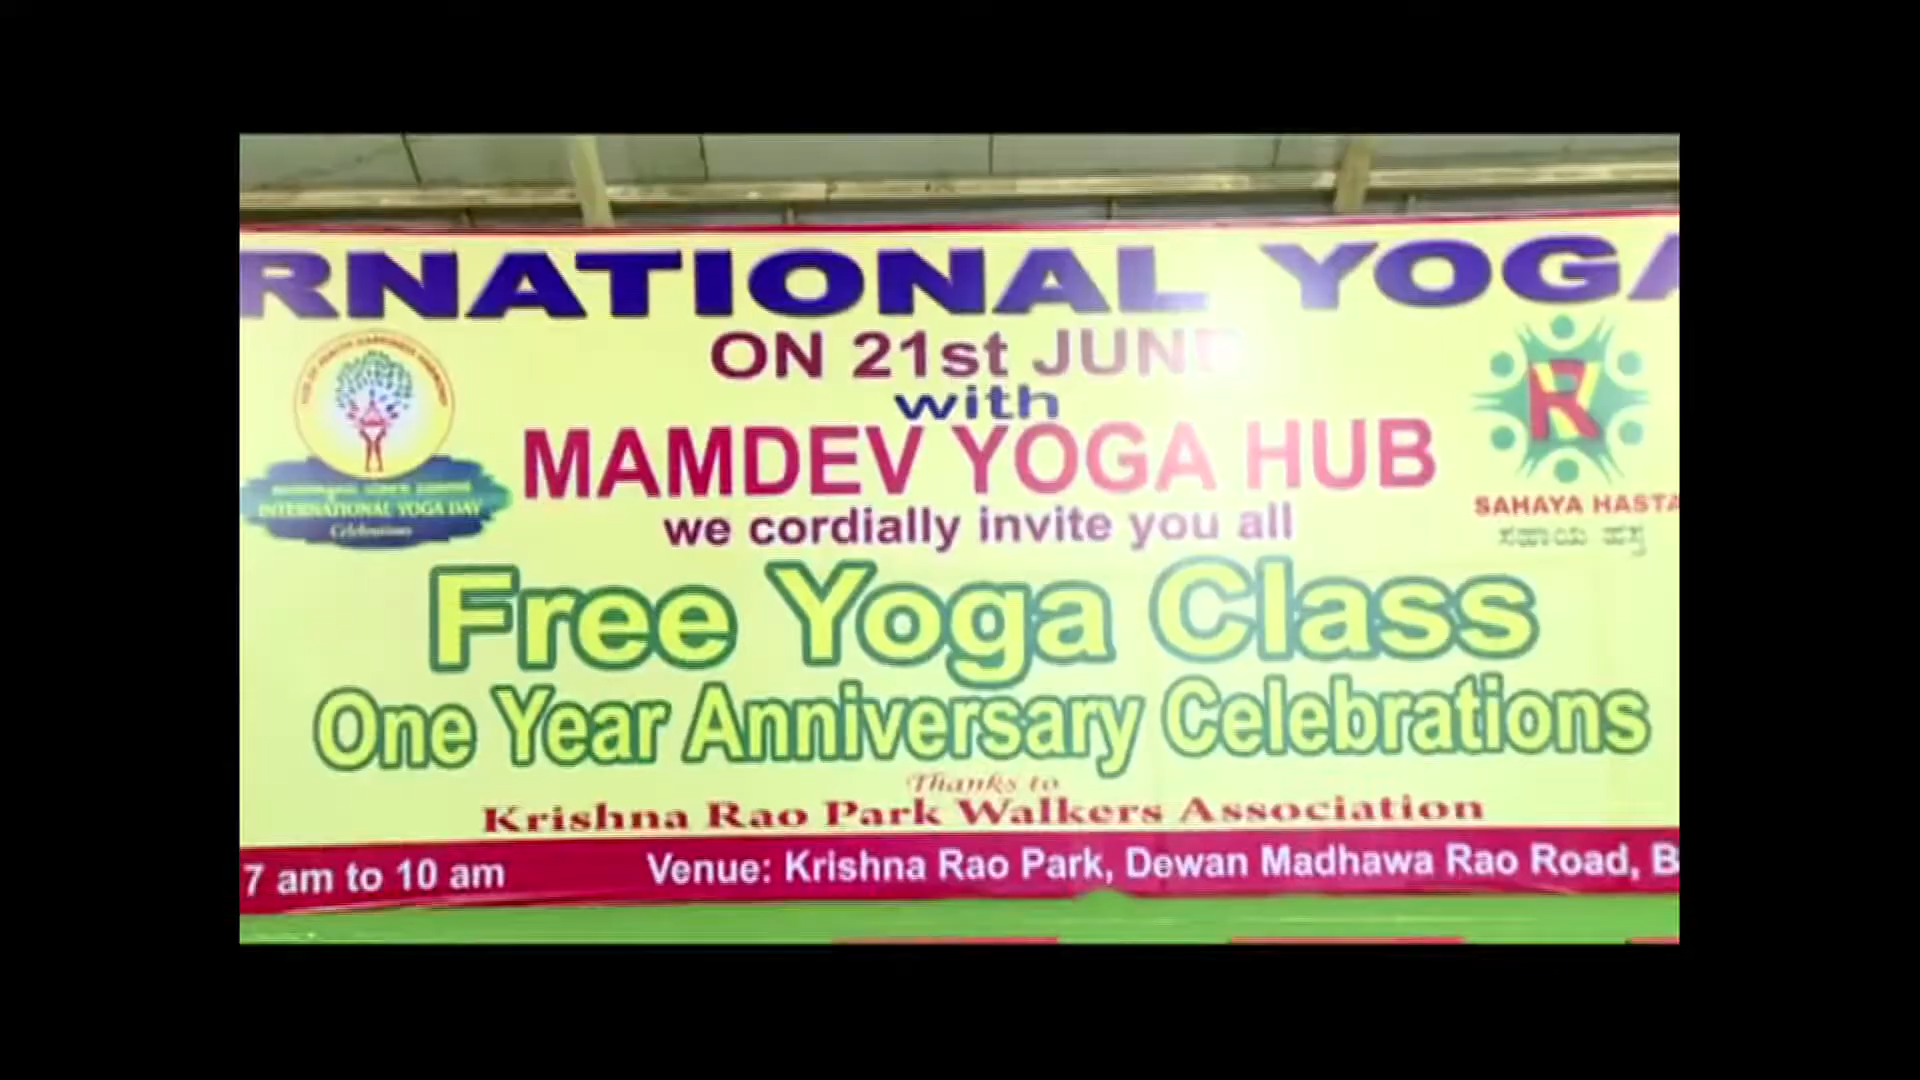 RNATIONAL YOGA
ON 21st JUNE
with
MAMDEV YOGA HUB
we cordially invite you all
INTERNATIONAL YOGA DAY
Celebrations
SAHAYA HASTA
ಸಹಾಯ ಹಸ್ತ
Free Yoga Class
One Year Anniversary Celebrations
Thanks to
Krishna Rao Park Walkers Association
7 am to 10 am Venue: Krishna Rao Park, Dewan Madhawa Rao Road, B